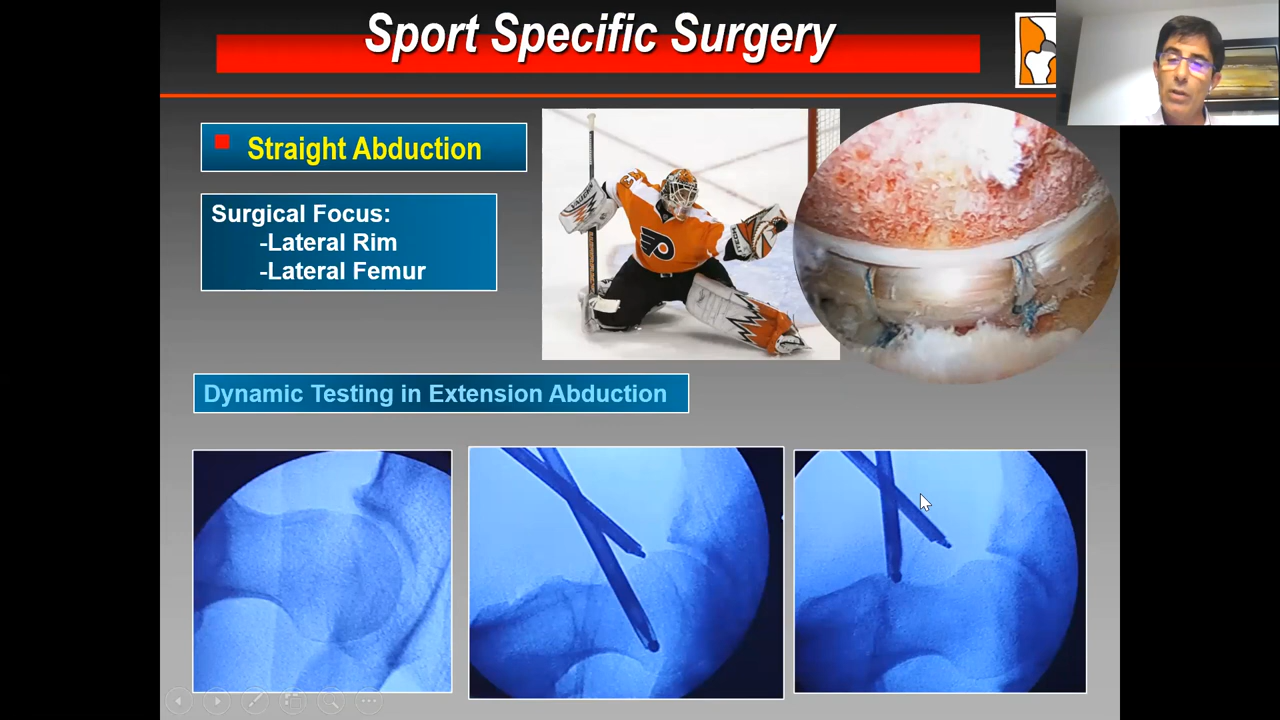 Sport Specific Surgery
Straight Abduction
Surgical Focus:
-Lateral Rim
-Lateral Femur
Dynamic Testing in Extension Abduction